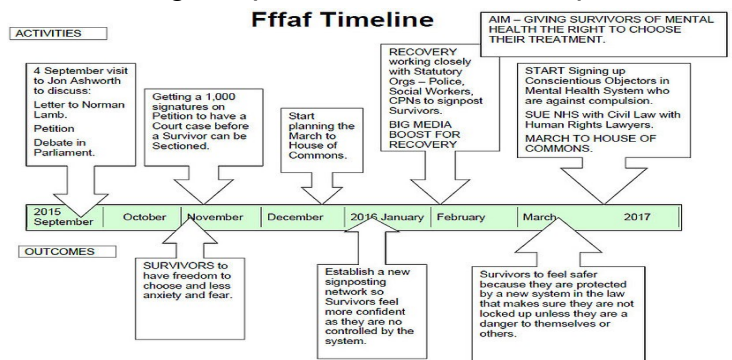 Fffaf Timeline
AIM – GIVING SURVIVORS OF MENTAL
HEALTH THE RIGHT TO CHOOSE
THEIR TREATMENT.
ACTIVITIES
4 September visit
to Jon Ashworth
to discuss:
Letter to Norman
Lamb.
Petition
Debate in
Parliament.
Getting a 1,000
signatures on
Petition to have a
Court case before
a Survivor can be
Sectioned.
Start
planning the
March to
House of
Commons.
RECOVERY
working closely
with Statutory
Orgs – Police,
Social Workers,
CPNs to signpost
Survivors.
BIG MEDIA
BOOST FOR
RECOVERY
START Signing up
Conscientious Objectors in
Mental Health System who
are against compulsion.
SUE NHS with Civil Law with
Human Rights Lawyers.
MARCH TO HOUSE OF
COMMONS.
2015
September
October
November
December
2016 January
February
March
2017
OUTCOMES
SURVIVORS to
have freedom to
choose and less
anxiety and fear.
Establish a new
signposting
network so
Survivors feel
more confident
as they are no
controlled by the
system.
Survivors to feel safer
because they are protected
by a new system in the law
that makes sure they are not
locked up unless they are a
danger to themselves or
others.